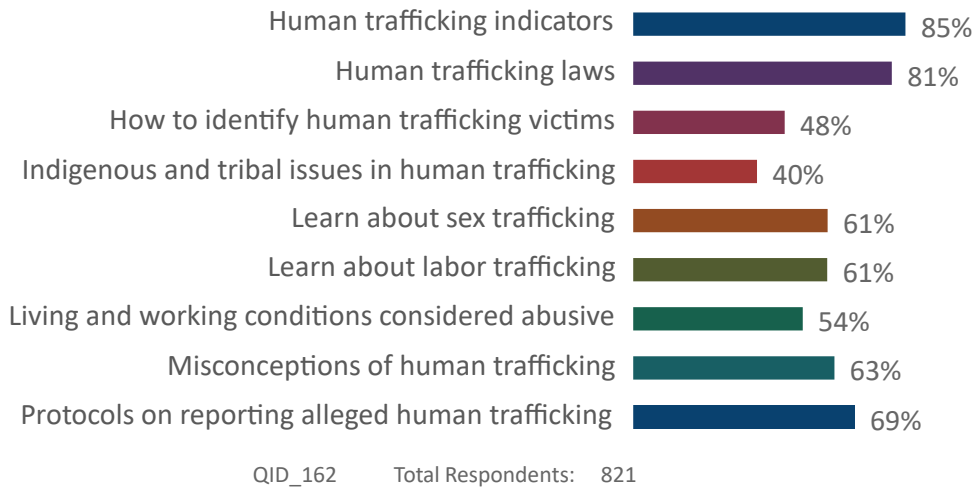 Human trafficking indicators 85%
Human trafficking laws 81%
How to identify human trafficking victims 48%
Indigenous and tribal issues in human trafficking 40%
Learn about sex trafficking 61%
Learn about labor trafficking 61%
Living and working conditions considered abusive 54%
Misconceptions of human trafficking 63%
Protocols on reporting alleged human trafficking 69%
QID_162 Total Respondents: 821